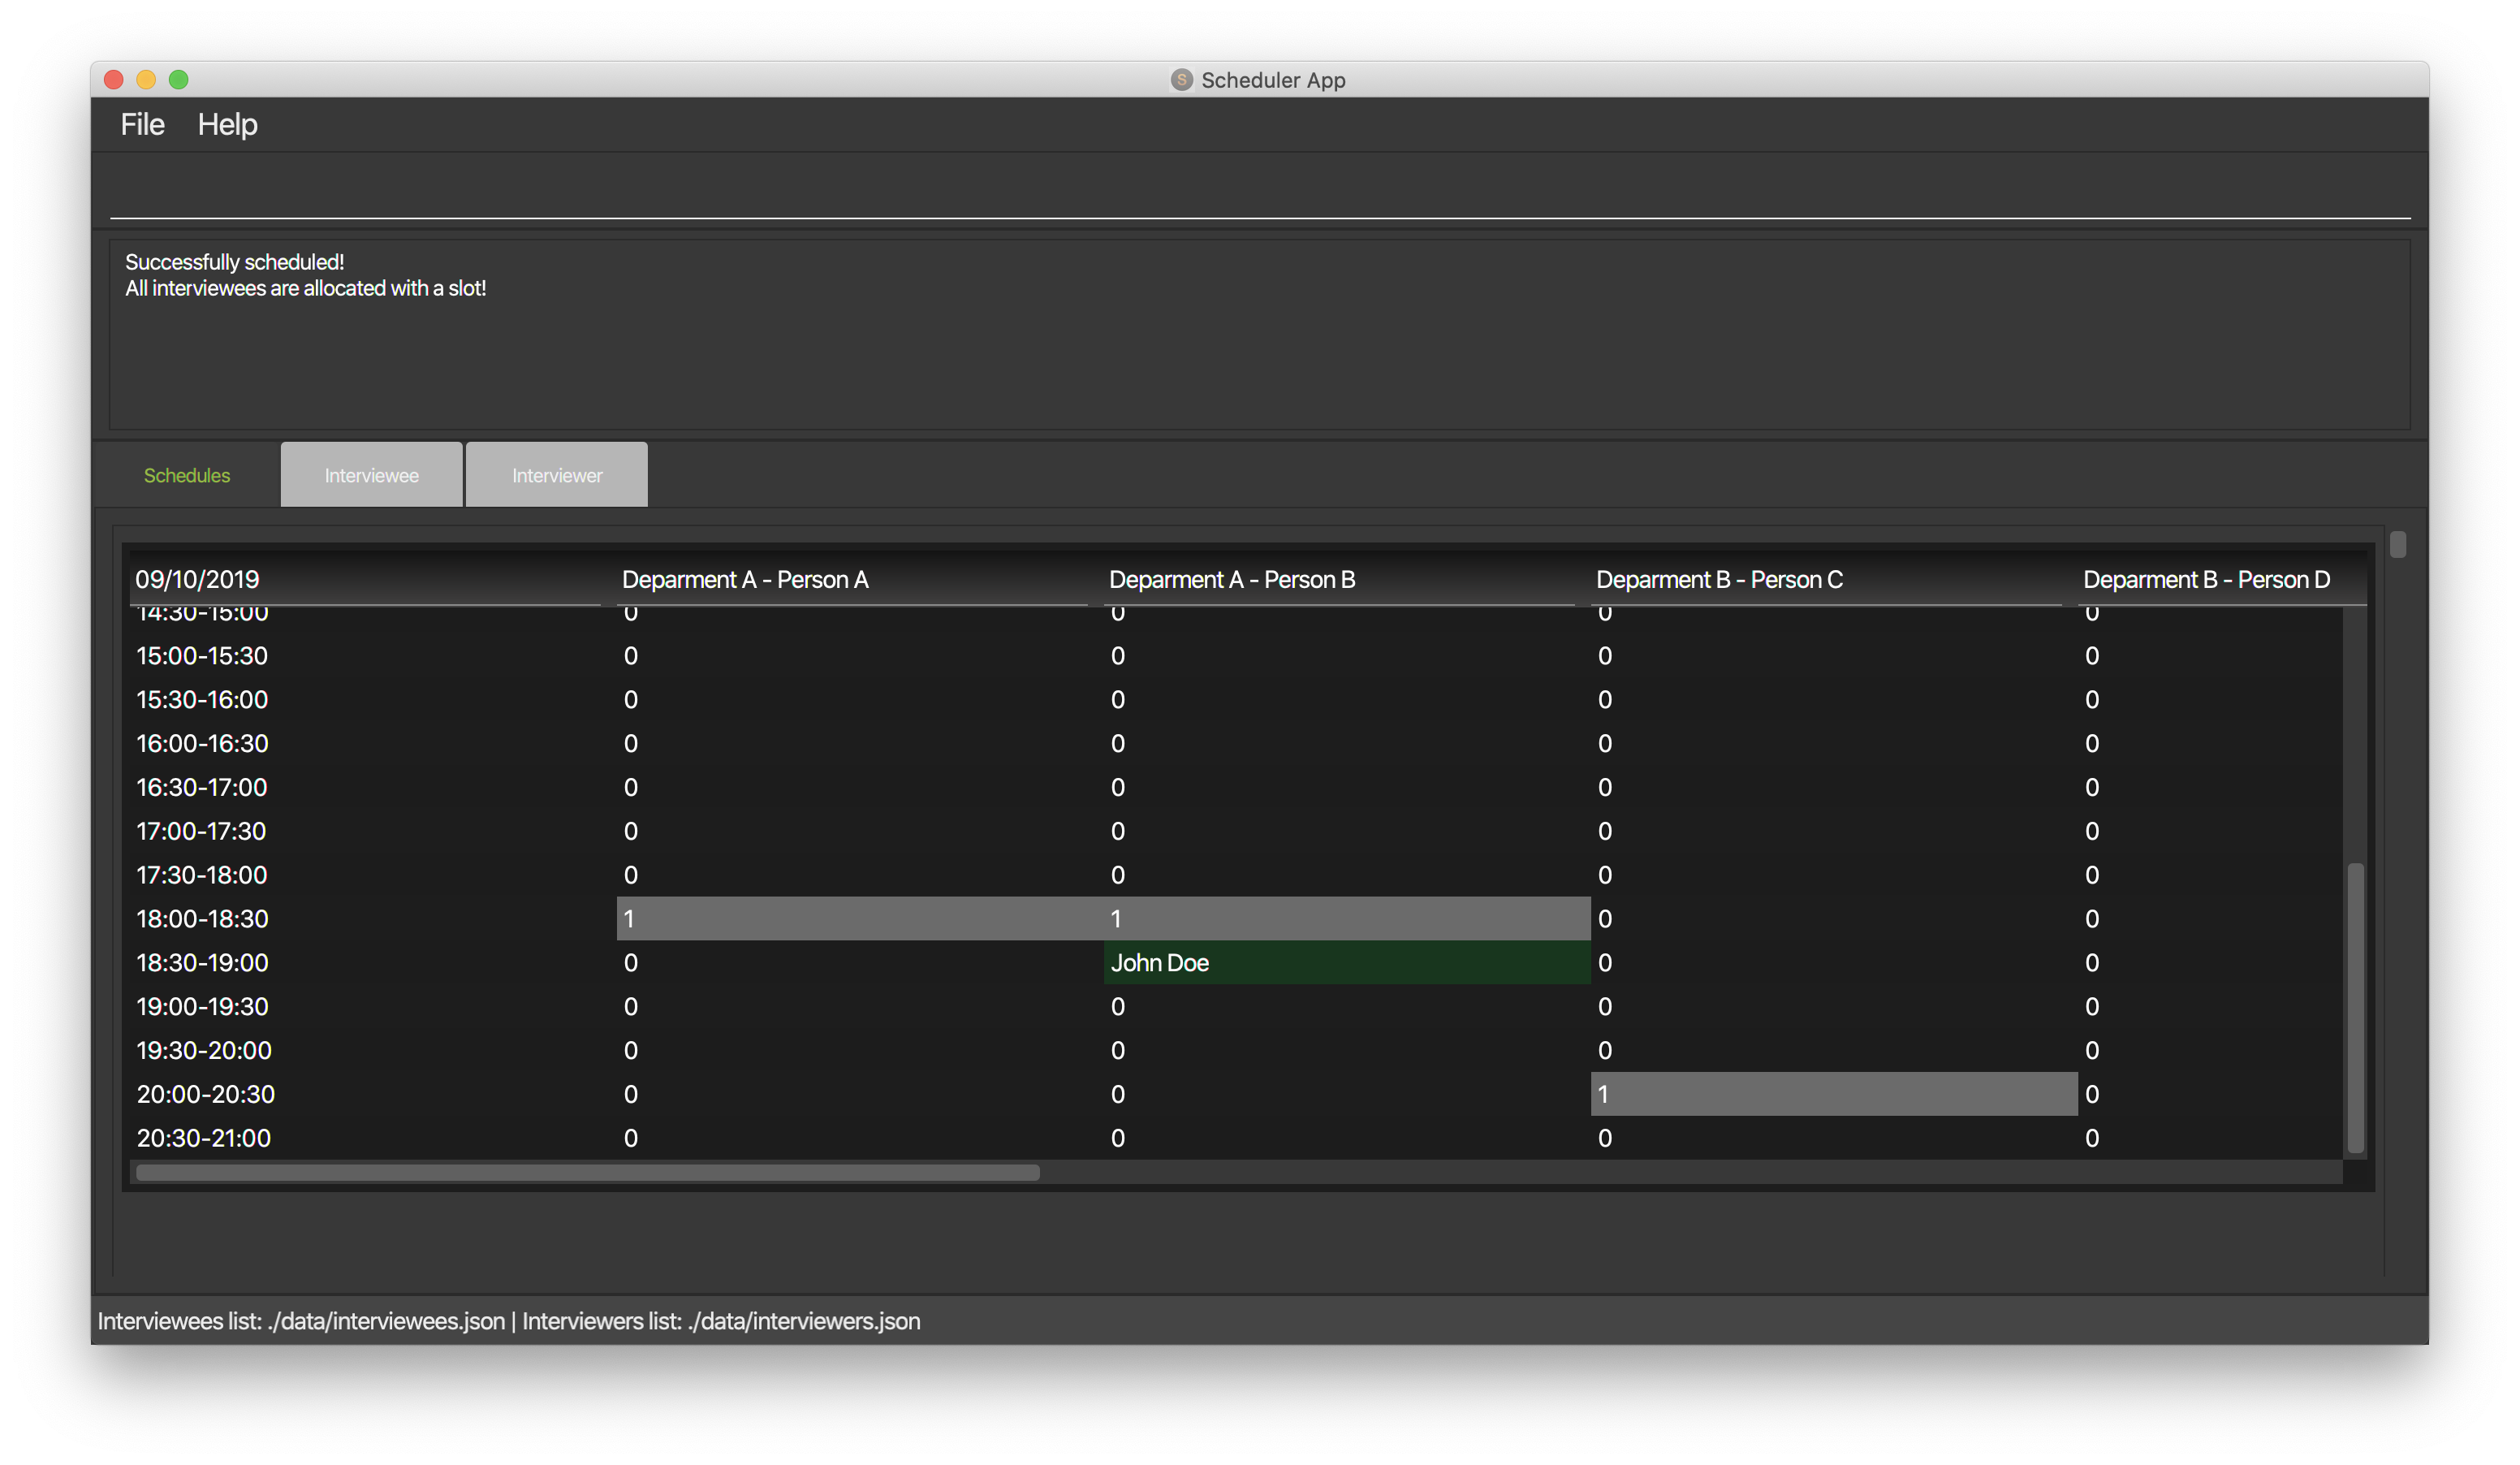 S Scheduler App
File Help
Successfully scheduled!
All interviewees are allocated with a slot!
Schedules Interviewee Interviewer
09/10/2019 Deparment A - Person A Deparment A - Person B Deparment B - Person C Deparment B - Person D
14:30-15:00 0 0 0 0
15:00-15:30 0 0 0 0
15:30-16:00 0 0 0 0
16:00-16:30 0 0 0 0
16:30-17:00 0 0 0 0
17:00-17:30 0 0 0 0
17:30-18:00 0 0 0 0
18:00-18:30 1 1 0 0
18:30-19:00 0 John Doe 0 0
19:00-19:30 0 0 0 0
19:30-20:00 0 0 0 0
20:00-20:30 0 0 1 0
20:30-21:00 0 0 0 0
Interviewees list: ./data/interviewees.json | Interviewers list: ./data/interviewers.json